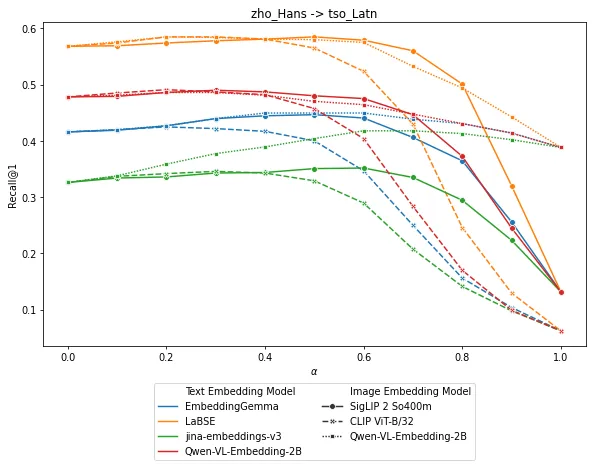 zho_Hans -> tso_Latn
Recall@1
0.6
0.5
0.4
0.3
0.2
0.1
0.0 0.2 0.4 0.6 0.8 1.0
α
Text Embedding Model Image Embedding Model
EmbeddingGemma SigLIP 2 So400m
LaBSE CLIP ViT-B/32
jina-embeddings-v3 Qwen-VL-Embedding-2B
Qwen-VL-Embedding-2B